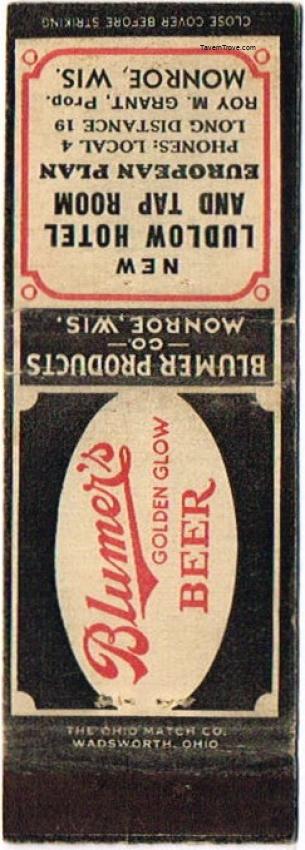 TavernTrove.com
CLOSE COVER BEFORE STRIKING
NEW
LUDLOW HOTEL
AND TAP ROOM
EUROPEAN PLAN
PHONES: LOCAL 4
LONG DISTANCE 19
ROY M. GRANT, Prop.
MONROE, WIS.
BLUMER PRODUCTS
—CO.—
MONROE, WIS.
Blumer's
GOLDEN GLOW
BEER
THE OHIO MATCH CO.
WADSWORTH, OHIO